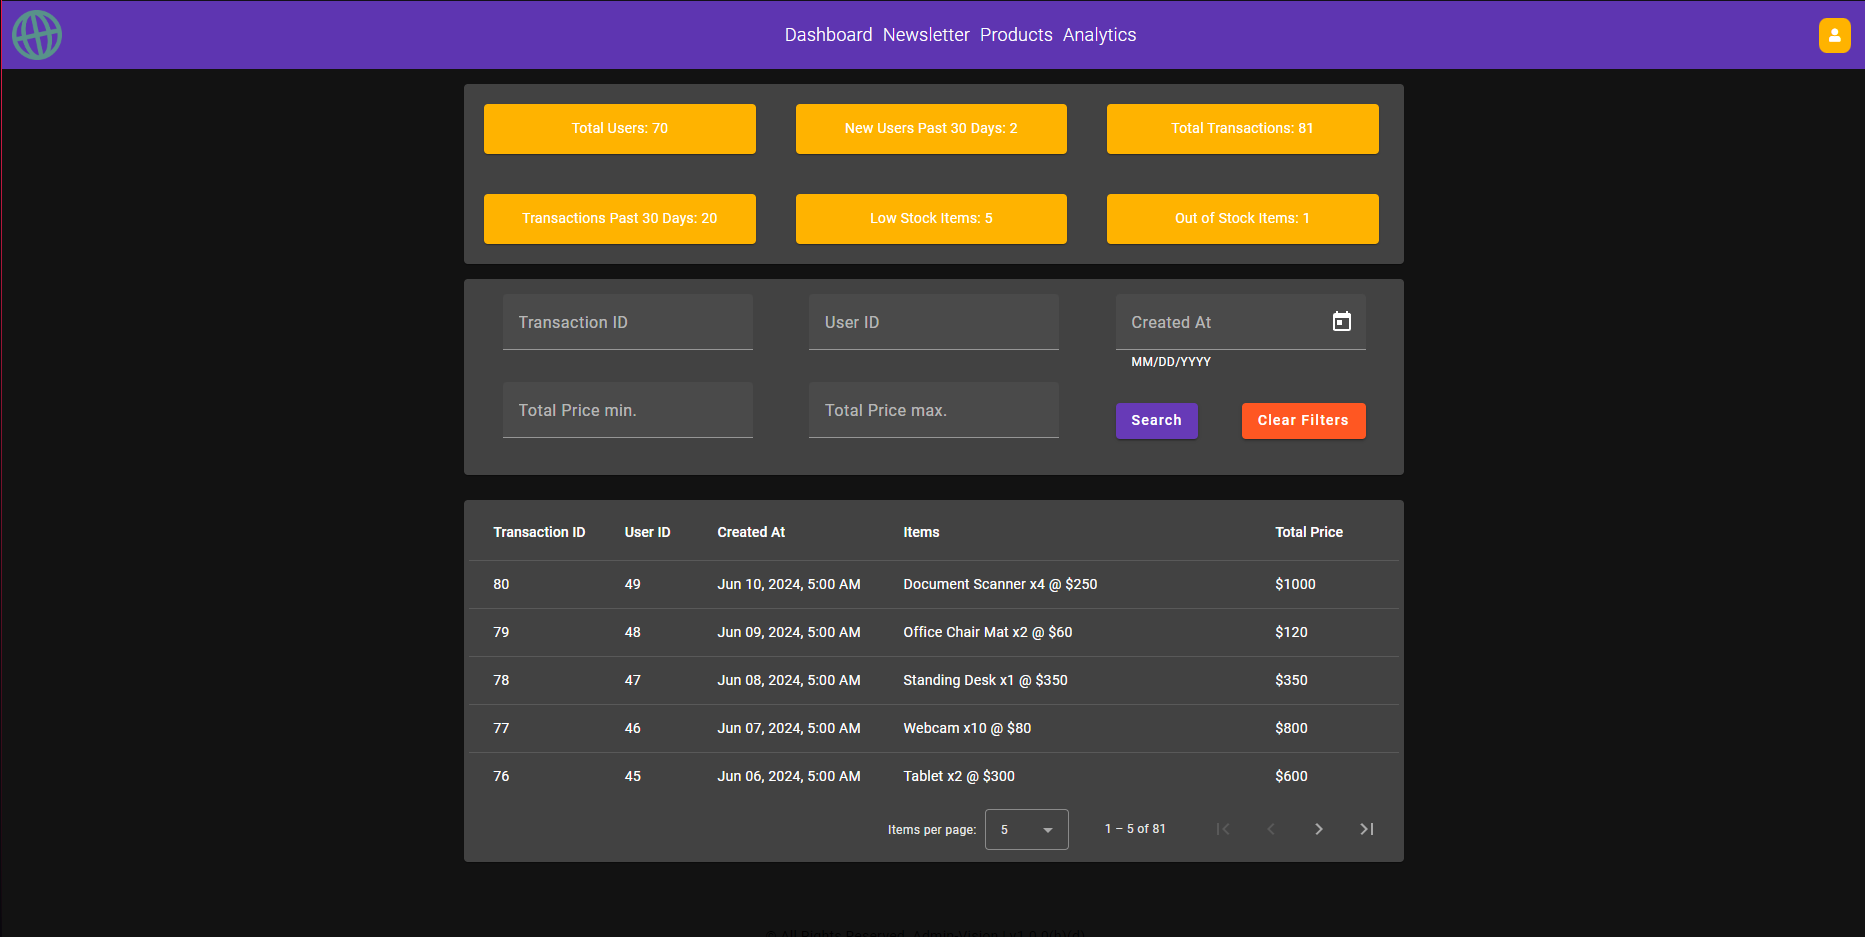 Dashboard Newsletter Products Analytics
Total Users: 70
New Users Past 30 Days: 2
Total Transactions: 81
Transactions Past 30 Days: 20
Low Stock Items: 5
Out of Stock Items: 1
Transaction ID
User ID
Created At
MM/DD/YYYY
Total Price min.
Total Price max.
Search
Clear Filters
Transaction ID User ID Created At Items Total Price
80 49 Jun 10, 2024, 5:00 AM Document Scanner x4 @ $250 $1000
79 48 Jun 09, 2024, 5:00 AM Office Chair Mat x2 @ $60 $120
78 47 Jun 08, 2024, 5:00 AM Standing Desk x1 @ $350 $350
77 46 Jun 07, 2024, 5:00 AM Webcam x10 @ $80 $800
76 45 Jun 06, 2024, 5:00 AM Tablet x2 @ $300 $600
Items per page: 5 1 – 5 of 81
© All Rights Reserved. Admin-Vision